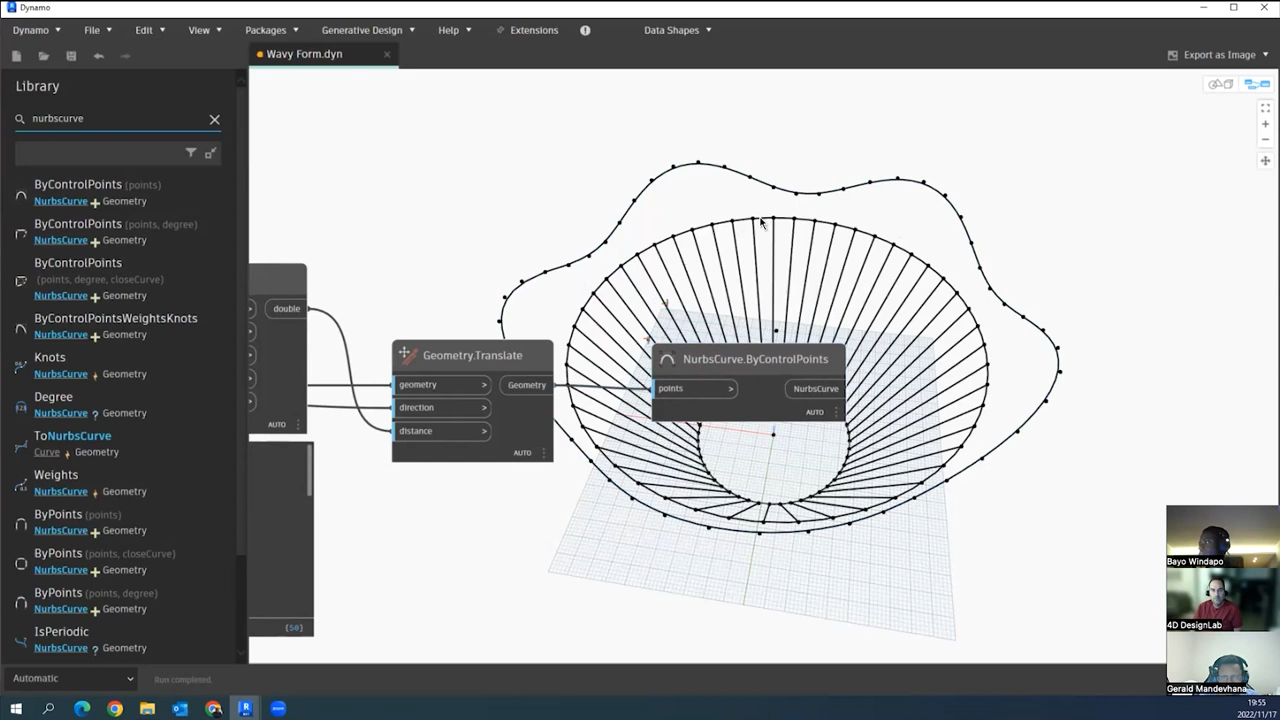 Dynamo
Dynamo File Edit View Packages Generative Design Help Extensions Data Shapes
Wavy Form.dyn
Export as Image
Library
nurbscurve
ByControlPoints (points)
NurbsCurve Geometry
ByControlPoints (points, degree)
NurbsCurve Geometry
ByControlPoints
(points, degree, closeCurve)
NurbsCurve Geometry
ByControlPointsWeightsKnots
NurbsCurve Geometry
Knots
NurbsCurve Geometry
Degree
NurbsCurve ? Geometry
ToNurbsCurve
Curve Geometry
Weights
NurbsCurve Geometry
ByPoints (points)
NurbsCurve Geometry
ByPoints (points, closeCurve)
NurbsCurve Geometry
ByPoints (points, degree)
NurbsCurve Geometry
IsPeriodic
NurbsCurve ? Geometry
Automatic
Run completed.
double >
AUTO
{50}
Geometry.Translate
geometry >
Geometry >
direction >
distance >
AUTO
NurbsCurve.ByControlPoints
points >
NurbsCurve
AUTO
Bayo Windapo
4D DesignLab
Gerald Mandevhana
19:55
2022/11/17